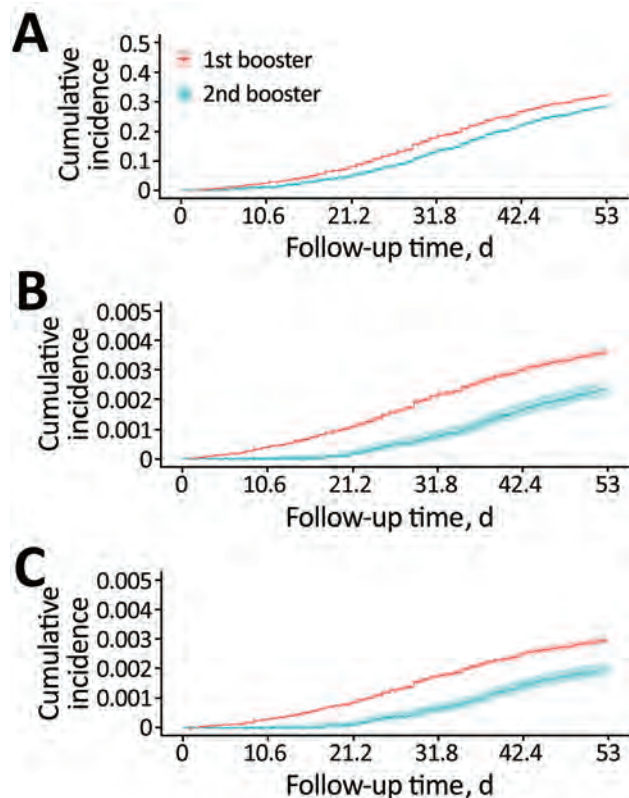 A
0.5
0.4
0.3
0.2
0.1
0
Cumulative
incidence
1st booster
2nd booster
0 10.6 21.2 31.8 42.4 53
Follow-up time, d
B
0.005
0.004
0.003
0.002
0.001
0
Cumulative
incidence
0 10.6 21.2 31.8 42.4 53
Follow-up time, d
C
0.005
0.004
0.003
0.002
0.001
0
Cumulative
incidence
0 10.6 21.2 31.8 42.4 53
Follow-up time, d